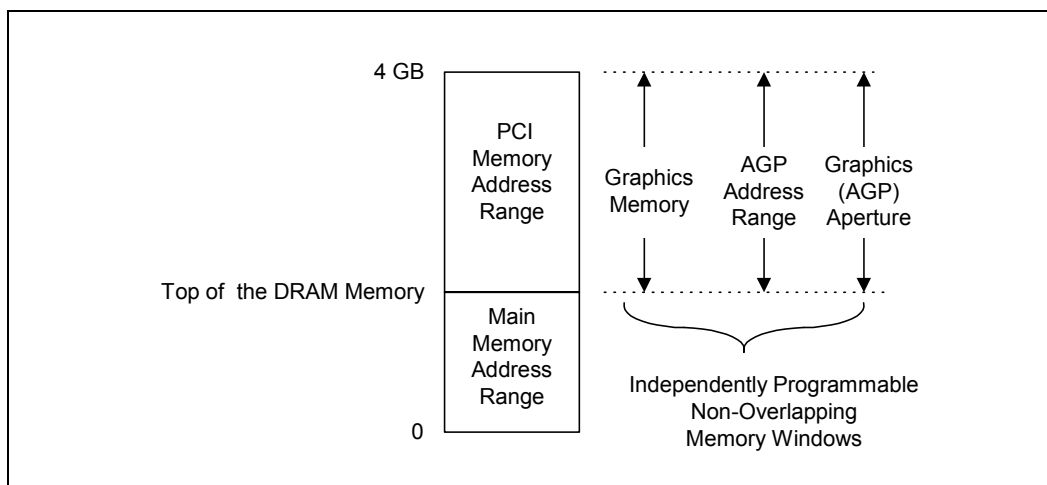 4 GB
PCI
Memory
Address
Range
Graphics
Memory
AGP
Address
Range
Graphics
(AGP)
Aperture
Top of the DRAM Memory
Main
Memory
Address
Range
0
Independently Programmable
Non-Overlapping
Memory Windows